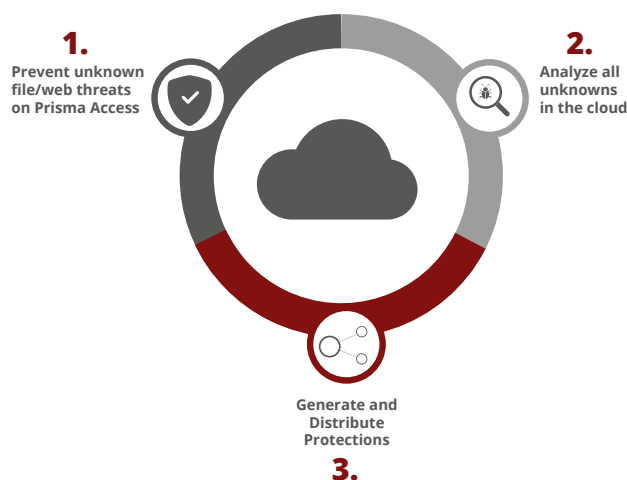 1.
Prevent unknown
file/web threats
on Prisma Access
2.
Analyze all
unknowns
in the cloud
Generate and
Distribute
Protections
3.